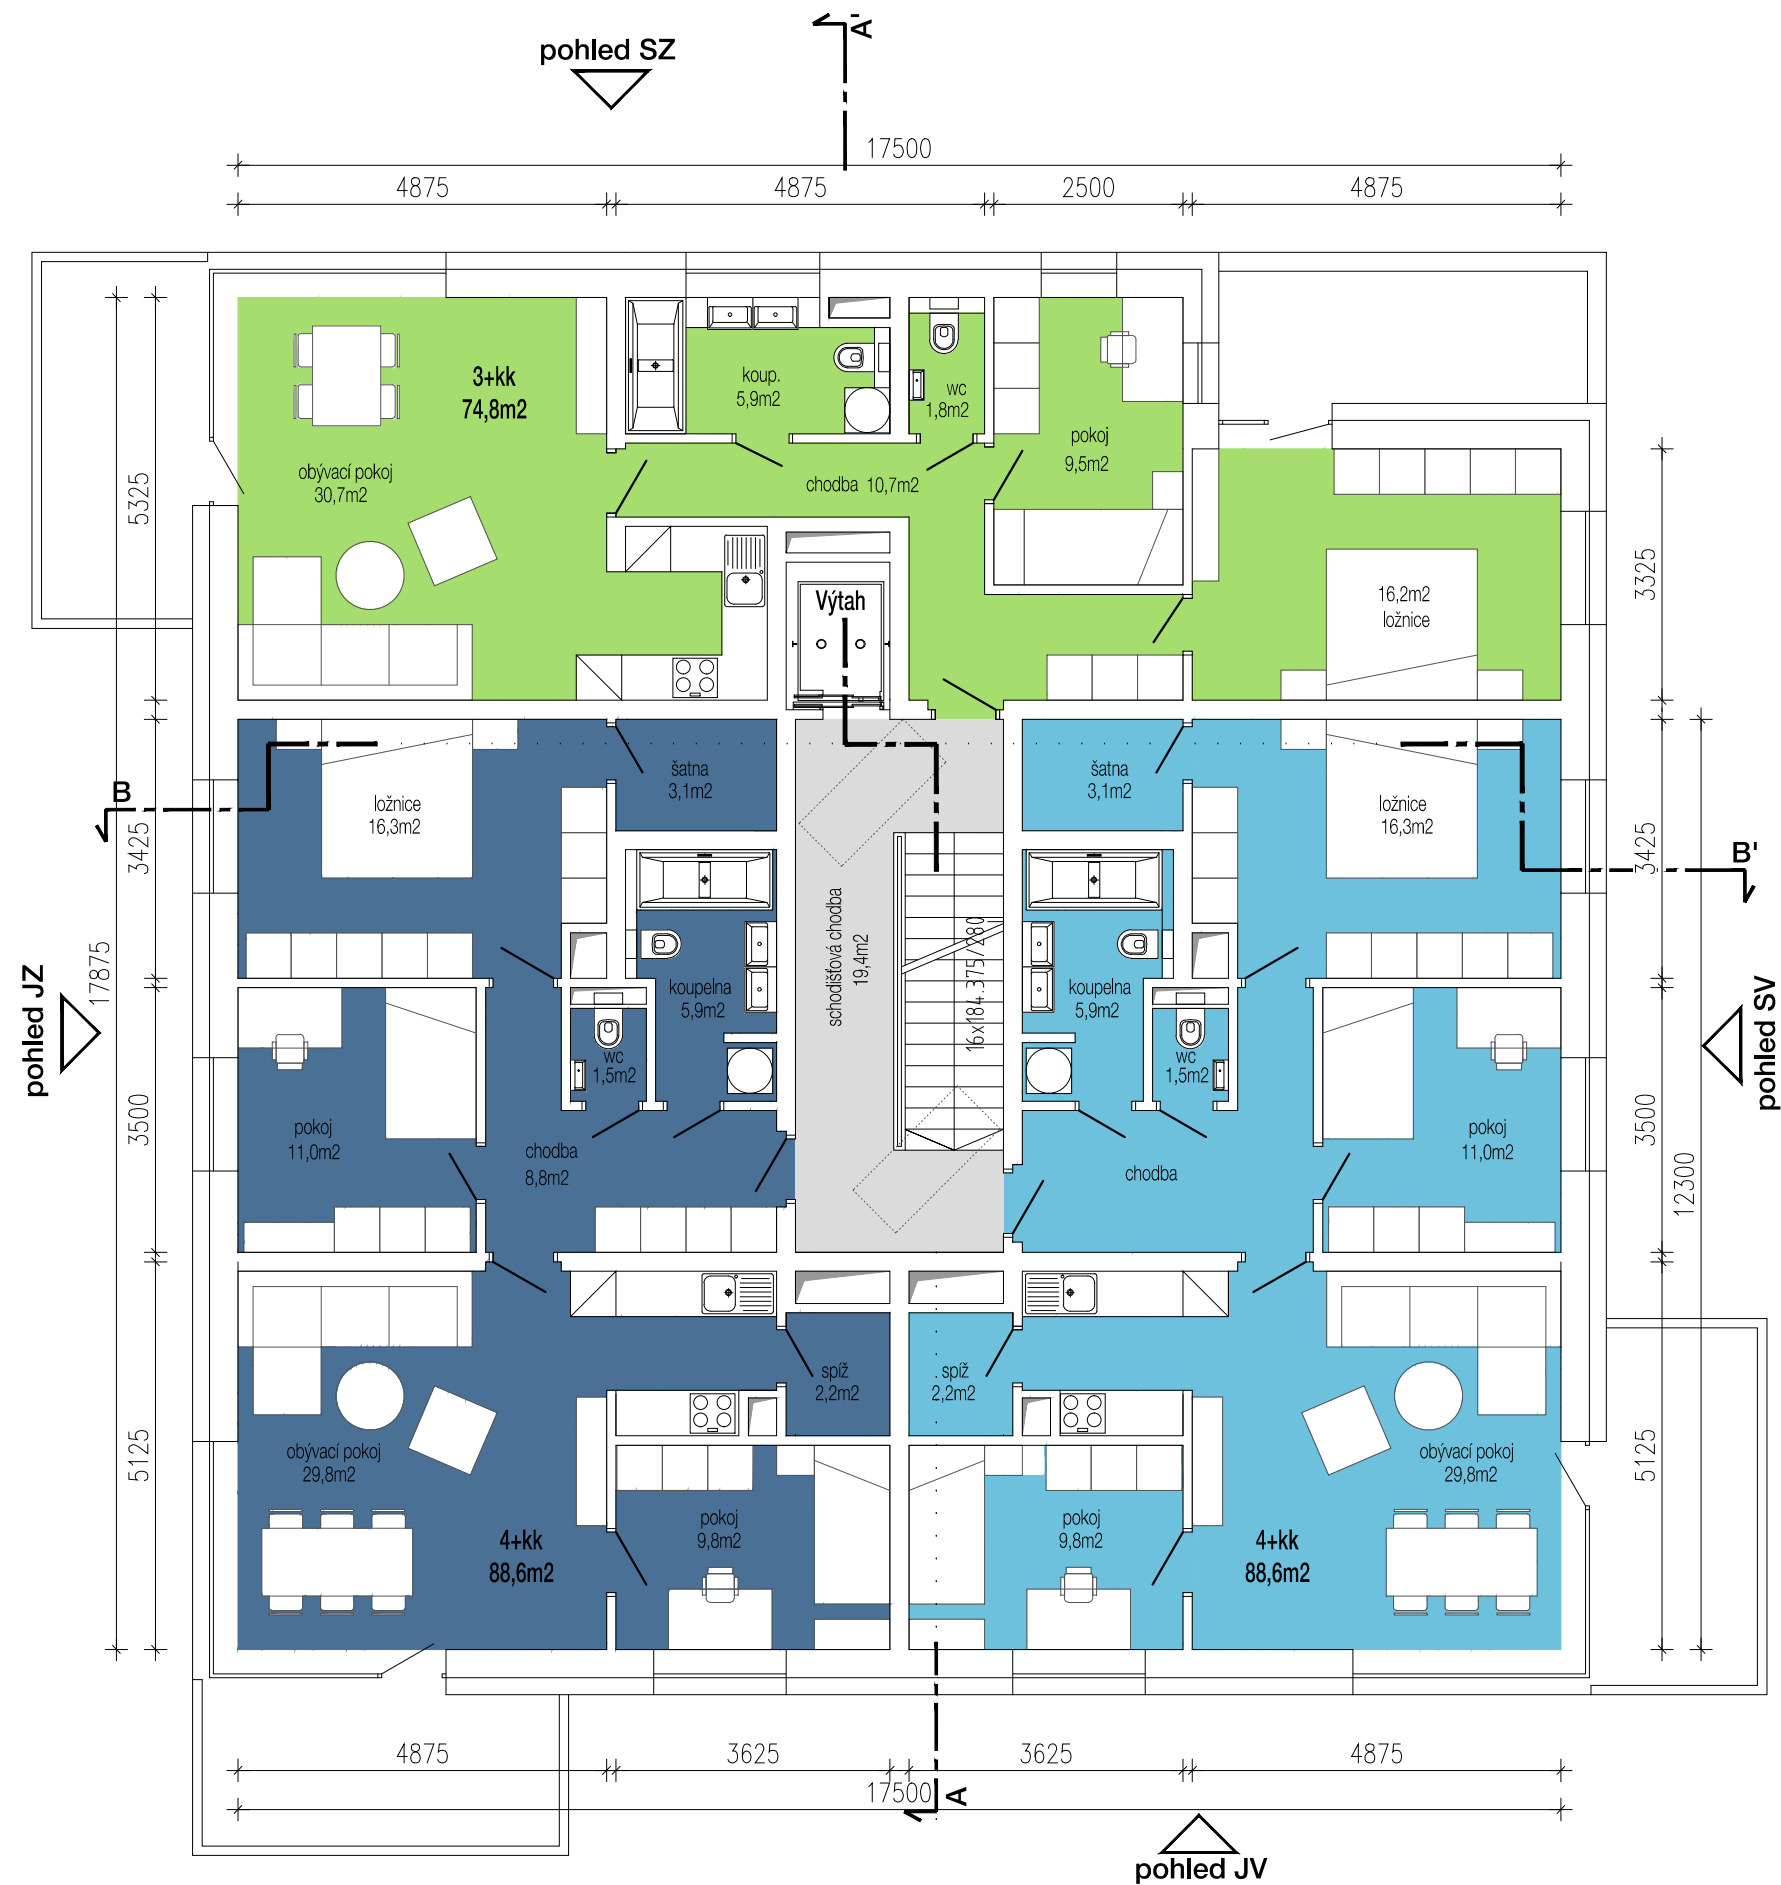 A'
pohled SZ
17500
4875
4875
2500
4875
3+kk
74,8m2
koup.
5,9m2
wc
1,8m2
pokoj
9,5m2
obývací pokoj
30,7m2
chodba 10,7m2
5325
3325
Výtah
16,2m2
ložnice
šatna
3,1m2
šatna
3,1m2
B
ložnice
16,3m2
ložnice
16,3m2
3425
3425
B'
schodišťová chodba
19,4m2
16x184.375/280
17875
koupelna
5,9m2
koupelna
5,9m2
pohled JZ
pohled SV
wc
1,5m2
wc
1,5m2
3500
3500
pokoj
11,0m2
pokoj
11,0m2
chodba
8,8m2
chodba
12300
spíž
2,2m2
spíž
2,2m2
5125
5125
obývací pokoj
29,8m2
obývací pokoj
29,8m2
pokoj
9,8m2
pokoj
9,8m2
4+kk
88,6m2
4+kk
88,6m2
4875
3625
3625
4875
17500
A
pohled JV